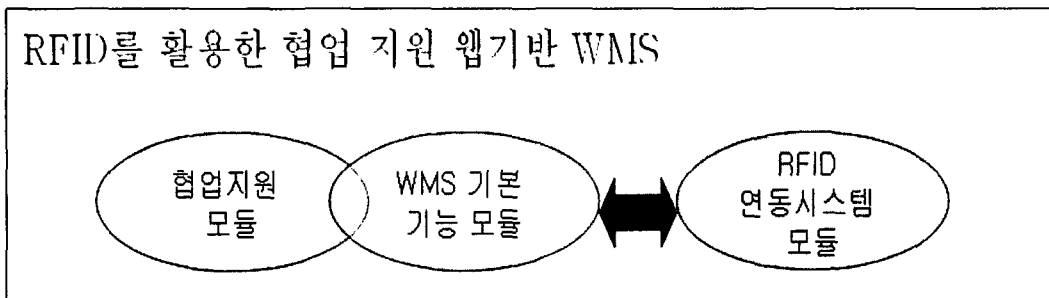 RFID를 활용한 협업 지원 웹기반 WMS
협업지원
모듈
WMS 기본
기능 모듈
RFID
연동시스템
모듈